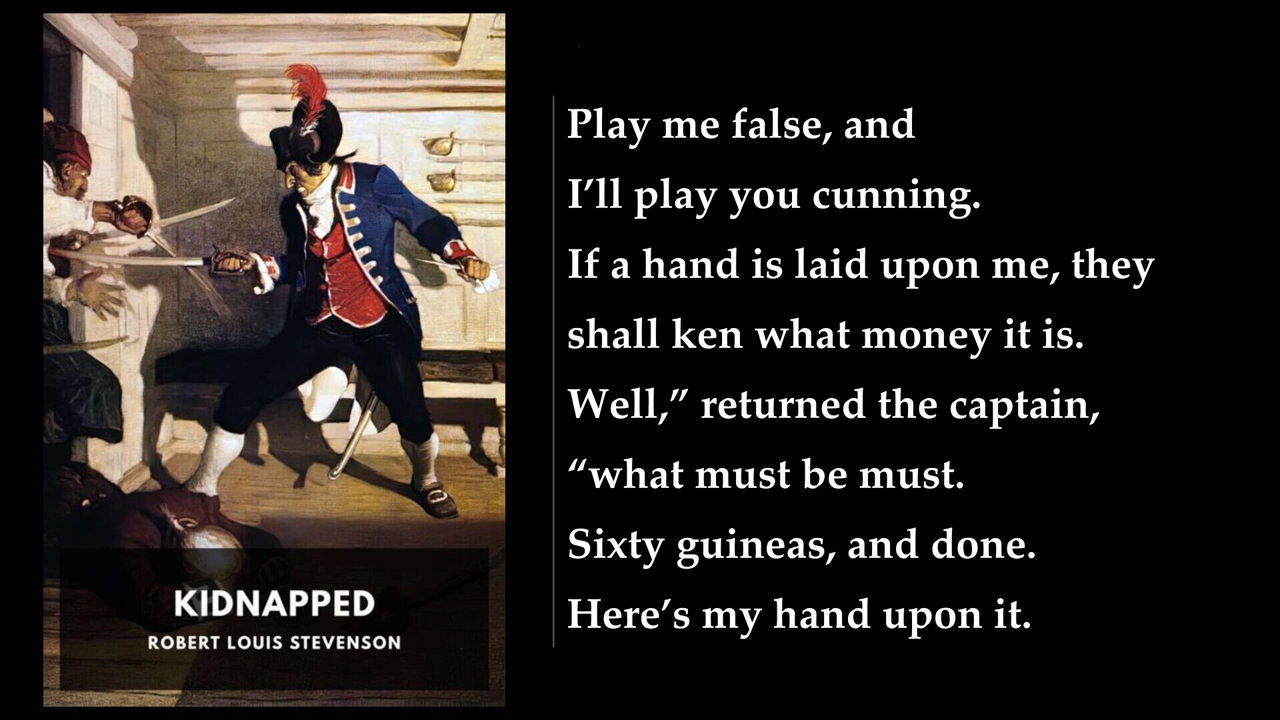 KIDNAPPED
ROBERT LOUIS STEVENSON
Play me false, and
I’ll play you cunning.
If a hand is laid upon me, they
shall ken what money it is.
Well,” returned the captain,
“what must be must.
Sixty guineas, and done.
Here’s my hand upon it.